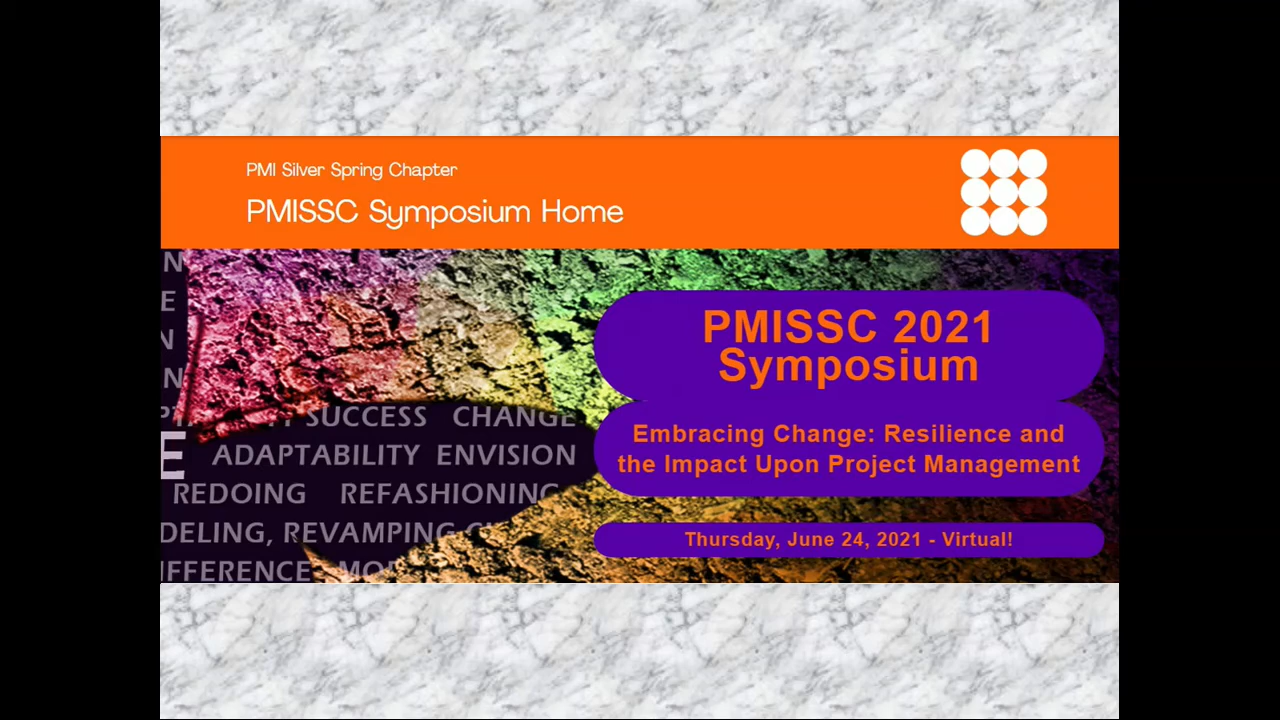 PMI Silver Spring Chapter
PMISSC Symposium Home
PMISSC 2021
Symposium
Embracing Change: Resilience and
the Impact Upon Project Management
Thursday, June 24, 2021 - Virtual!
N
E
N
N
SUCCESS CHANGE
E
ADAPTABILITY ENVISION
REDOING REFASHIONING
DELING, REVAMPING
IFFERENCE